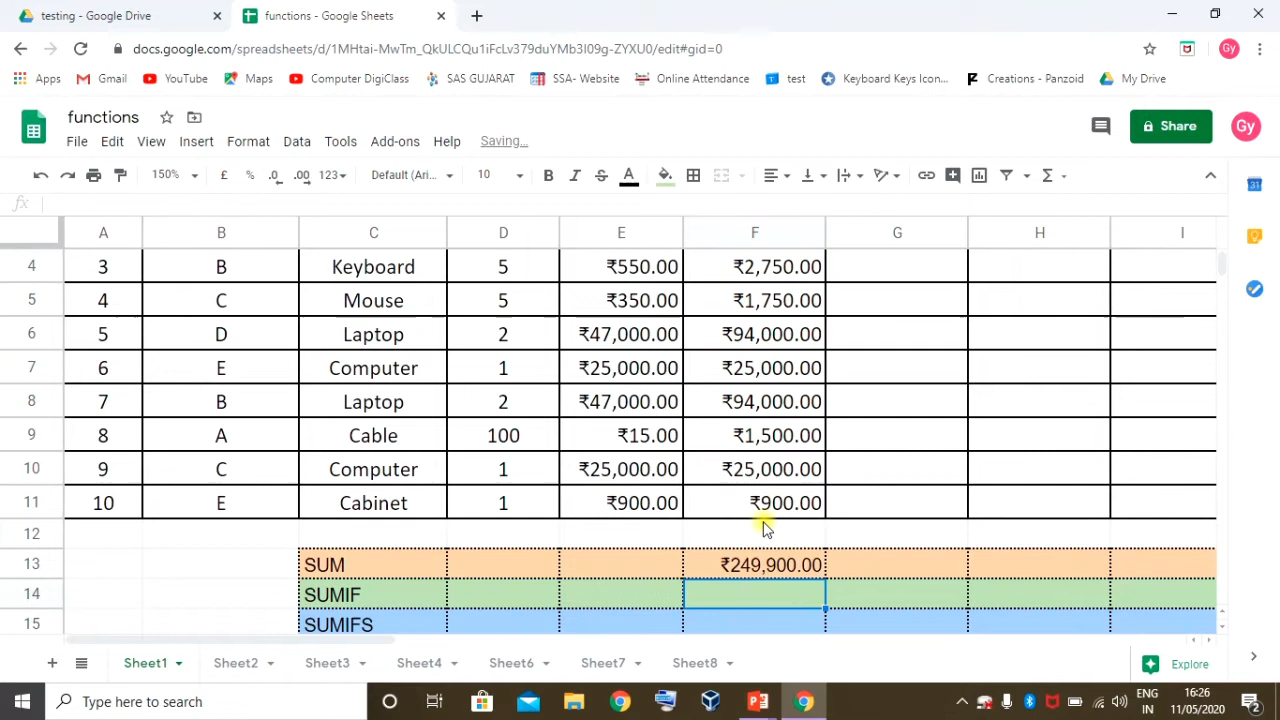 testing - Google Drive
functions - Google Sheets
docs.google.com/spreadsheets/d/1MHtai-MwTm_QkULCQu1iFcLv379duYMb3I09g-ZYXU0/edit#gid=0
Gy
Apps Gmail YouTube Maps Computer DigiClass SAS GUJARAT SSA- Website Online Attendance test Keyboard Keys Icon... Creations - Panzoid My Drive
functions
Share
Gy
File Edit View Insert Format Data Tools Add-ons Help Saving...
150% £ % .0 .00 123 Default (Ari... 10 B I S A Σ
31
fx
A B C D E F G H I
4 3 B Keyboard 5 ₹550.00 ₹2,750.00
5 4 C Mouse 5 ₹350.00 ₹1,750.00
6 5 D Laptop 2 ₹47,000.00 ₹94,000.00
7 6 E Computer 1 ₹25,000.00 ₹25,000.00
8 7 B Laptop 2 ₹47,000.00 ₹94,000.00
9 8 A Cable 100 ₹15.00 ₹1,500.00
10 9 C Computer 1 ₹25,000.00 ₹25,000.00
11 10 E Cabinet 1 ₹900.00 ₹900.00
12
13 SUM ₹249,900.00
14 SUMIF
15 SUMIFS
Sheet1 Sheet2 Sheet3 Sheet4 Sheet6 Sheet7 Sheet8 Explore
Type here to search
ENG
IN
16:26
11/05/2020
2